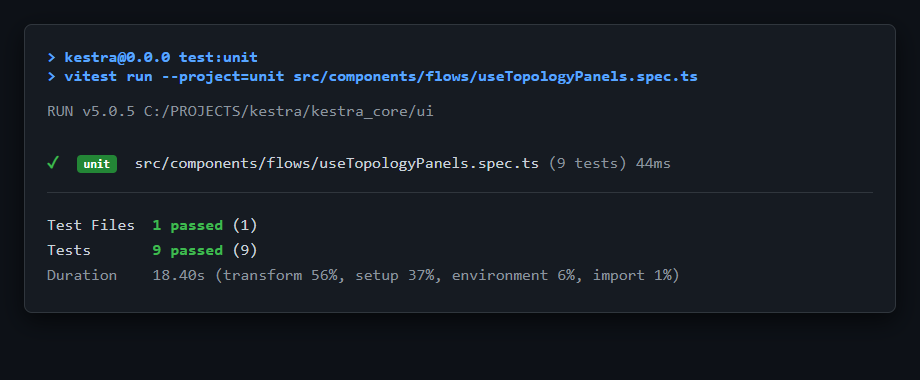 > kestra@0.0.0 test:unit
> vitest run --project=unit src/components/flows/useTopologyPanels.spec.ts
RUN v5.0.5 C:/PROJECTS/kestra/kestra_core/ui
✓ unit src/components/flows/useTopologyPanels.spec.ts (9 tests) 44ms
Test Files 1 passed (1)
Tests 9 passed (9)
Duration 18.40s (transform 56%, setup 37%, environment 6%, import 1%)